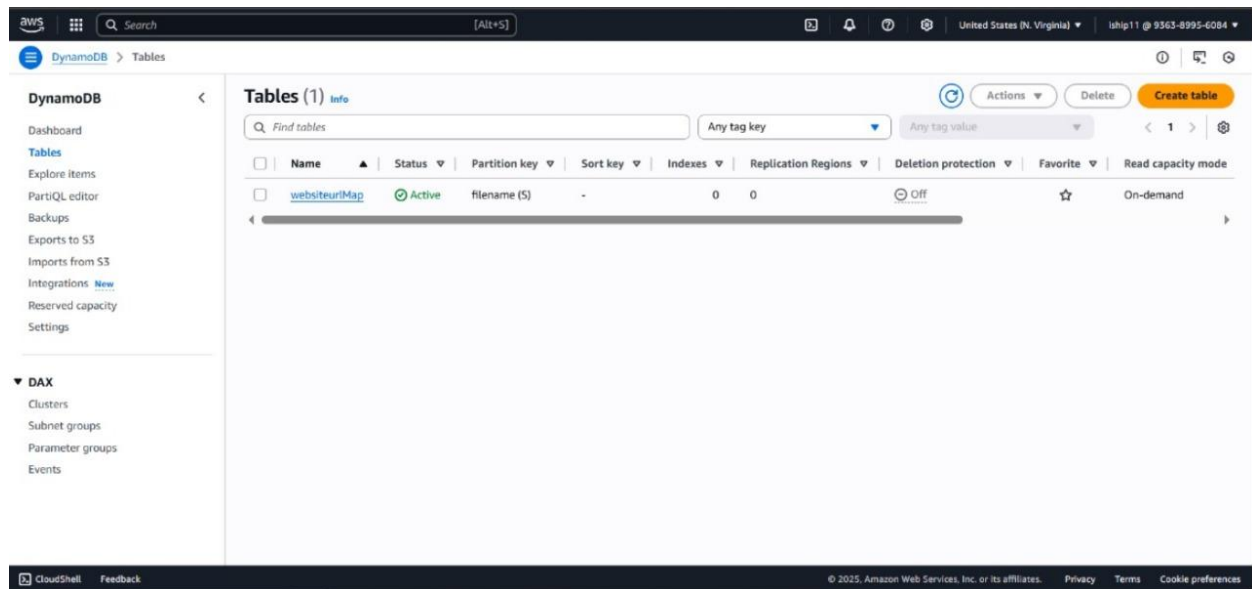 aws Search [Alt+S] United States (N. Virginia) lship11 @ 9363-8995-6084
DynamoDB > Tables
DynamoDB
Dashboard
Tables
Explore items
PartiQL editor
Backups
Exports to S3
Imports from S3
Integrations New
Reserved capacity
Settings
DAX
Clusters
Subnet groups
Parameter groups
Events
Tables (1) Info
Actions Delete Create table
Find tables Any tag key Any tag value < 1 >
Name Status Partition key Sort key Indexes Replication Regions Deletion protection Favorite Read capacity mode
websiteurlMap Active filename (S) - 0 0 Off On-demand
CloudShell Feedback © 2025, Amazon Web Services, Inc. or its affiliates. Privacy Terms Cookie preferences